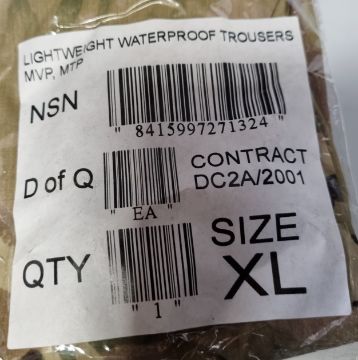 LIGHTWEIGHT WATERPROOF TROUSERS
MVP, MTP
NSN
"8415997271324"
D of Q
"EA"
CONTRACT
DC2A/2001
QTY
"1"
SIZE
XL